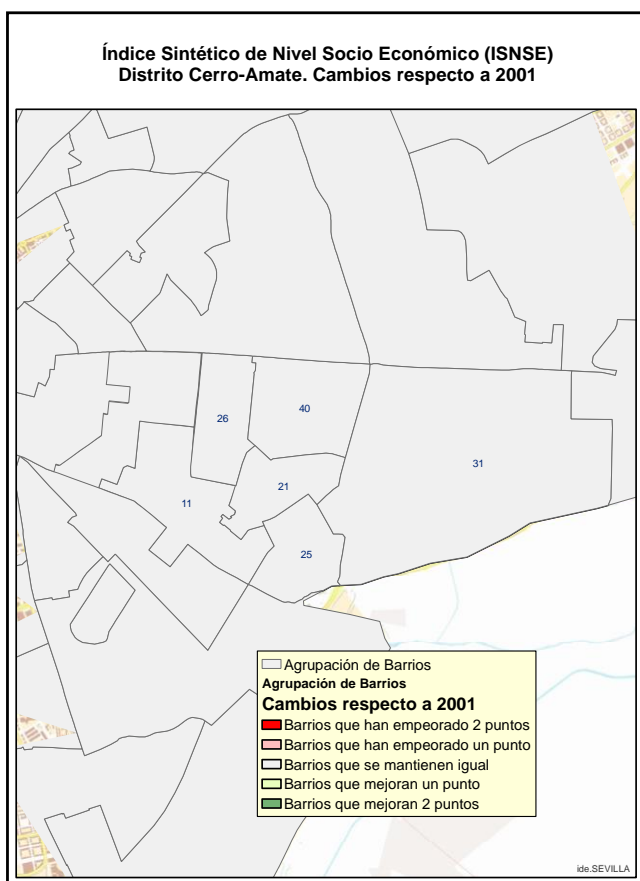 Índice Sintético de Nivel Socio Económico (ISNSE)
Distrito Cerro-Amate. Cambios respecto a 2001
40
26
31
21
11
25
Agrupación de Barrios
Agrupación de Barrios
Cambios respecto a 2001
Barrios que han empeorado 2 puntos
Barrios que han empeorado un punto
Barrios que se mantienen igual
Barrios que mejoran un punto
Barrios que mejoran 2 puntos
ide.SEVILLA